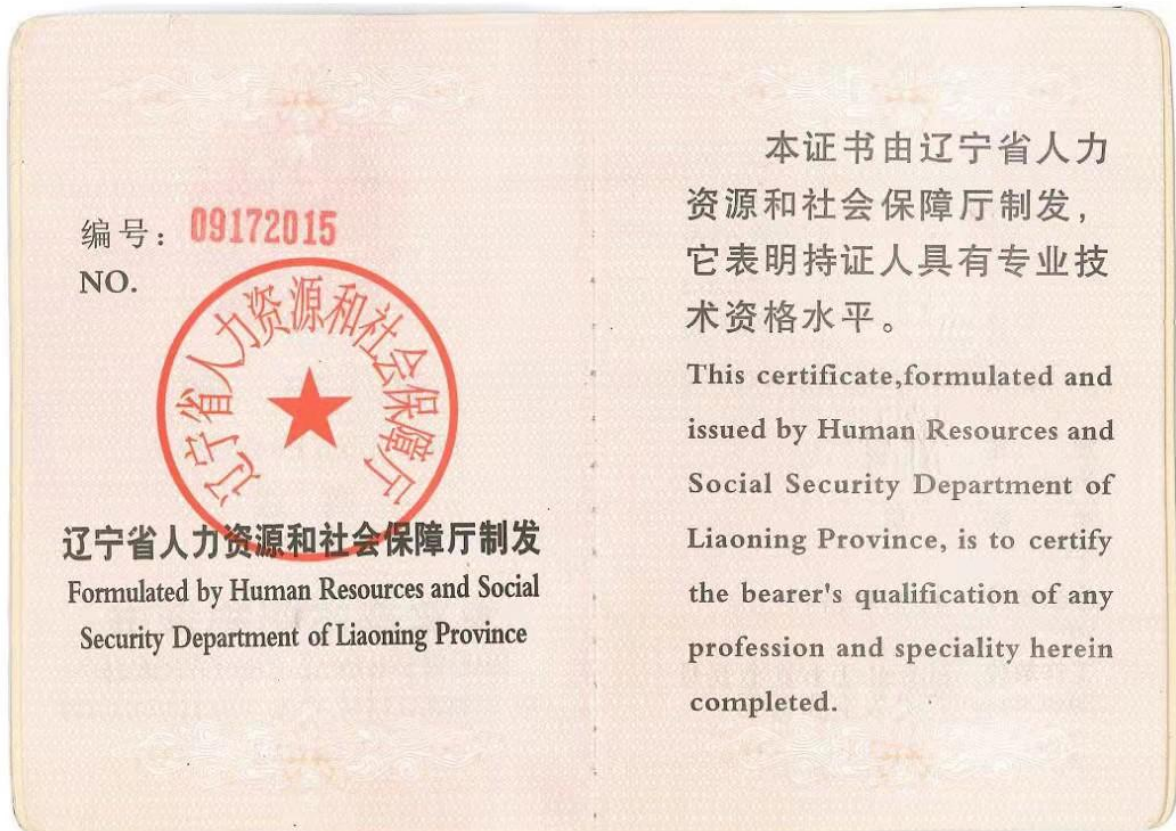 编号：09172015
NO.
辽宁省人力资源和社会保障厅
辽宁省人力资源和社会保障厅制发
Formulated by Human Resources and Social
Security Department of Liaoning Province
本证书由辽宁省人力
资源和社会保障厅制发，
它表明持证人具有专业技
术资格水平。
This certificate,formulated and
issued by Human Resources and
Social Security Department of
Liaoning Province, is to certify
the bearer's qualification of any
profession and speciality herein
completed.